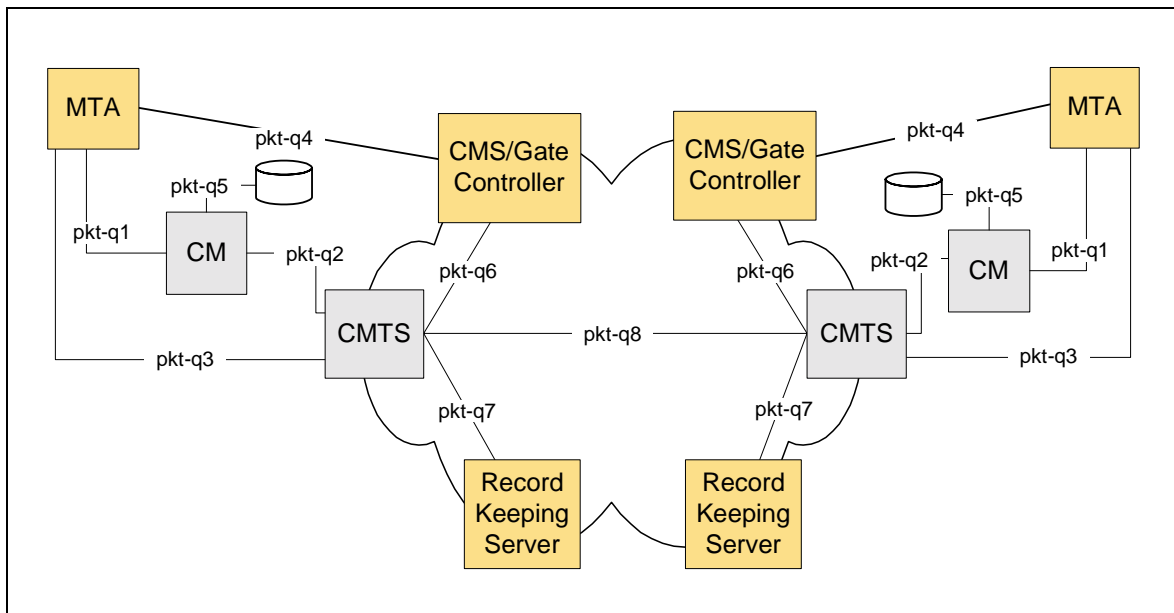 MTA
MTA
pkt-q4
pkt-q4
CMS/Gate
Controller
CMS/Gate
Controller
pkt-q5
pkt-q5
pkt-q1
CM
pkt-q2
pkt-q6
pkt-q6
pkt-q2
CM
pkt-q1
CMTS
pkt-q8
CMTS
pkt-q3
pkt-q3
pkt-q7
pkt-q7
Record
Keeping
Server
Record
Keeping
Server